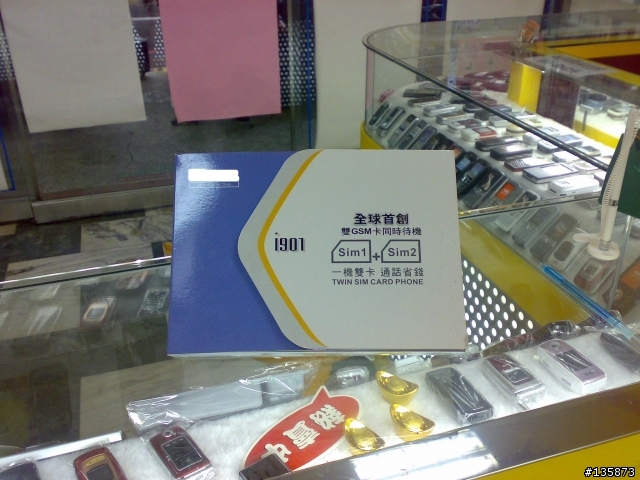 i901
全球首創
雙GSM卡同時待機
Sim1+Sim2
一機雙卡 通話省錢
TWIN SIM CARD PHONE
#135873